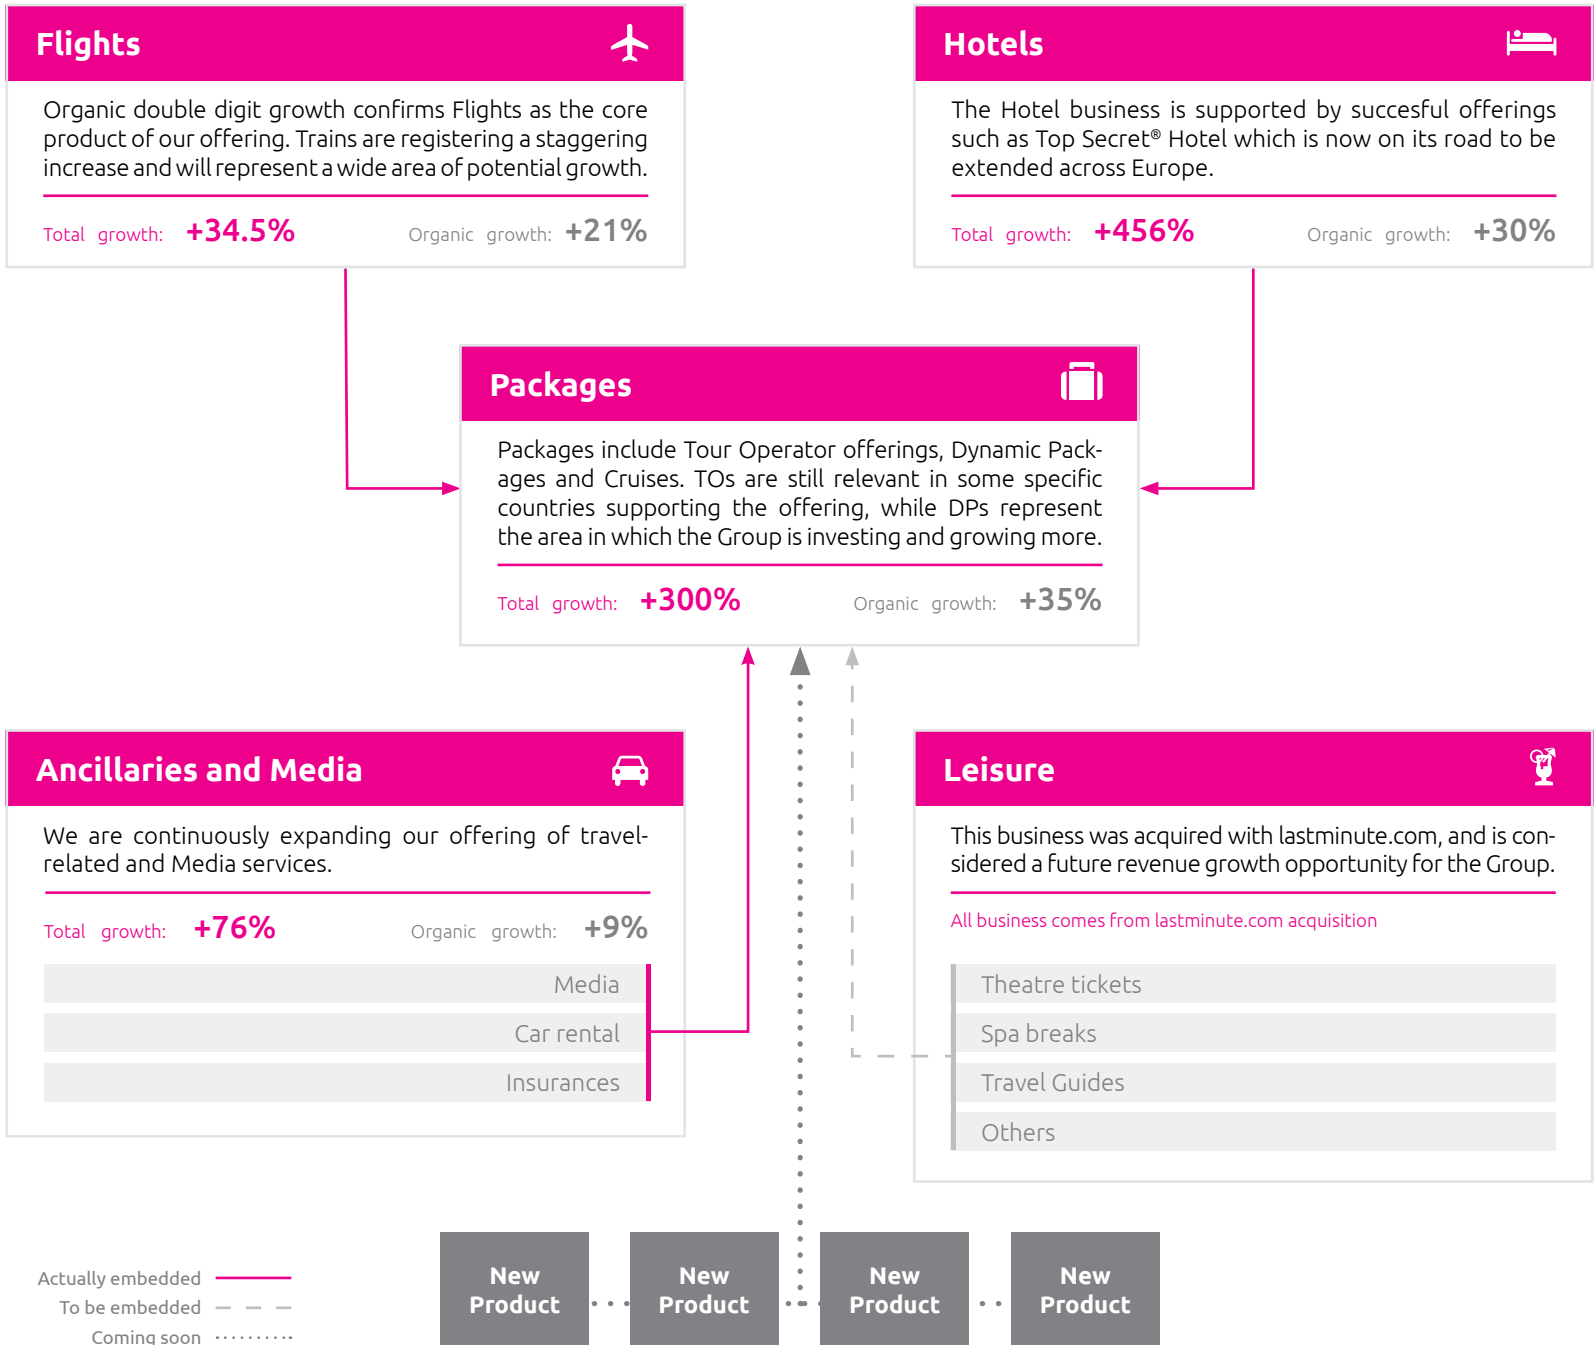 Flights
Organic double digit growth confirms Flights as the core
product of our offering. Trains are registering a staggering
increase and will represent a wide area of potential growth.
Total growth: +34.5% Organic growth: +21%
Hotels
The Hotel business is supported by succesful offerings
such as Top Secret® Hotel which is now on its road to be
extended across Europe.
Total growth: +456% Organic growth: +30%
Packages
Packages include Tour Operator offerings, Dynamic Pack-
ages and Cruises. TOs are still relevant in some specific
countries supporting the offering, while DPs represent
the area in which the Group is investing and growing more.
Total growth: +300% Organic growth: +35%
Ancillaries and Media
We are continuously expanding our offering of travel-
related and Media services.
Total growth: +76% Organic growth: +9%
Media
Car rental
Insurances
Leisure
This business was acquired with lastminute.com, and is con-
sidered a future revenue growth opportunity for the Group.
All business comes from lastminute.com acquisition
Theatre tickets
Spa breaks
Travel Guides
Others
Actually embedded
To be embedded
Coming soon
New
Product
New
Product
New
Product
New
Product